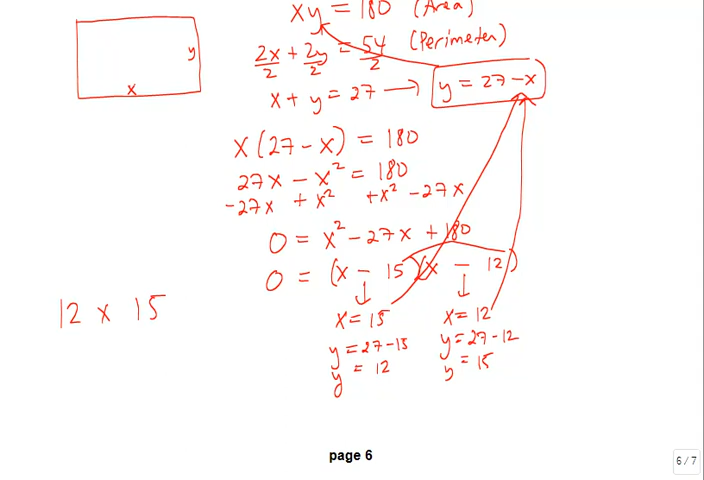 xy = 180 (Area)
2x/2 + 2y/2 = 54/2 (Perimeter)
x + y = 27 → y = 27 - x
y
x
x(27 - x) = 180
27x - x² = 180
-27x + x² +x² - 27x
0 = x² - 27x + 180
0 = (x - 15)(x - 12)
12 x 15
x = 15 x = 12
y = 27 - 15 y = 27 - 12
y = 12 y = 15
page 6
6 / 7